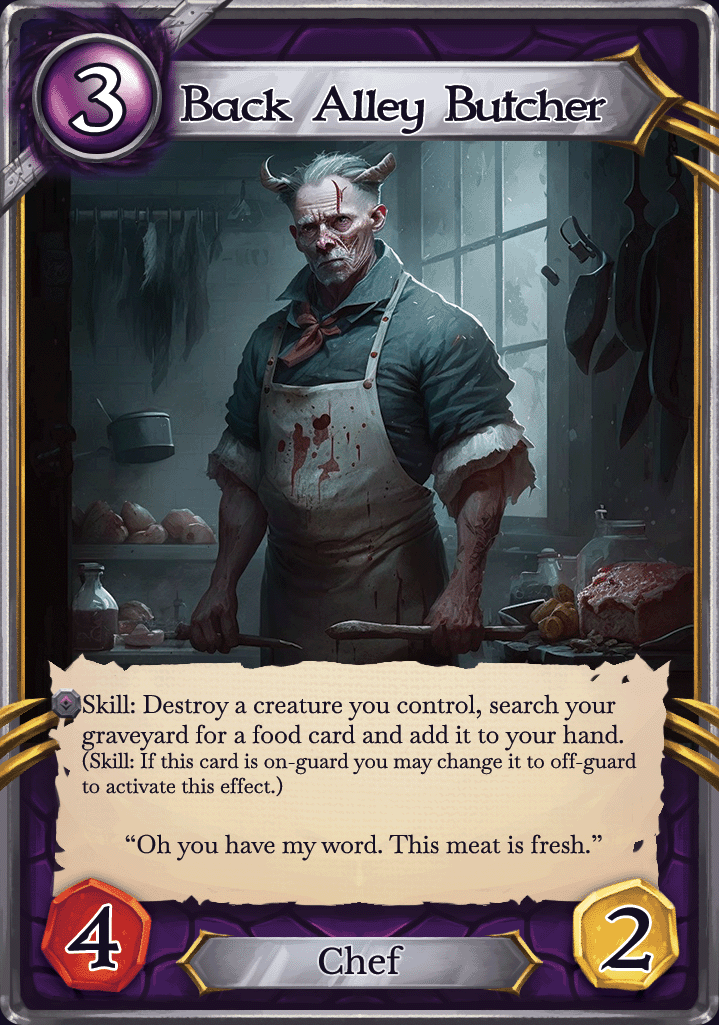 3
Back Alley Butcher
Skill: Destroy a creature you control, search your
graveyard for a food card and add it to your hand.
(Skill: If this card is on-guard you may change it to off-guard
to activate this effect.)
“Oh you have my word. This meat is fresh.”
4
Chef
2